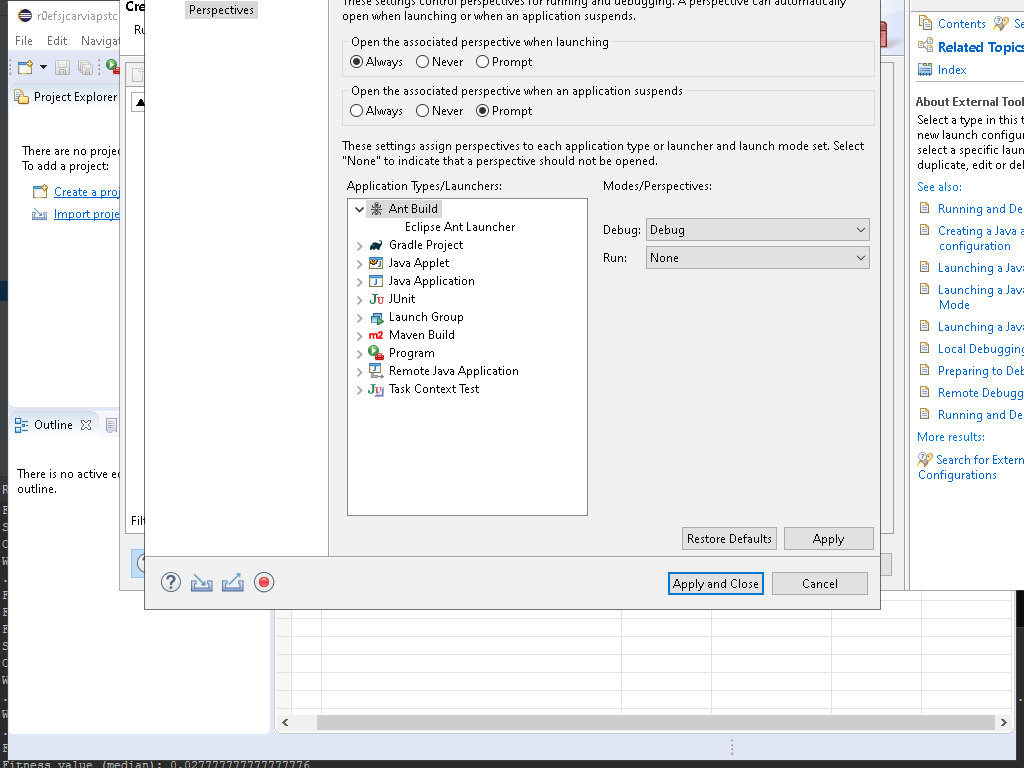 r0efsjcarviapstc
File Edit Navigat
Project Explorer
There are no proje
To add a project:
Create a proj
Import proje
Outline
There is no active e
outline.
Cre
Ru
Filt
Perspectives
These settings control perspectives for running and debugging. A perspective can automatically
open when launching or when an application suspends.
Open the associated perspective when launching
Always Never Prompt
Open the associated perspective when an application suspends
Always Never Prompt
These settings assign perspectives to each application type or launcher and launch mode set. Select
"None" to indicate that a perspective should not be opened.
Application Types/Launchers:
Ant Build
Eclipse Ant Launcher
Gradle Project
Java Applet
Java Application
JUnit
Launch Group
Maven Build
Program
Remote Java Application
Task Context Test
Modes/Perspectives:
Debug: Debug
Run: None
Restore Defaults Apply
Apply and Close Cancel
Contents Se
Related Topics
Index
About External Tool
Select a type in this t
new launch configur
select a specific laun
duplicate, edit or del
See also:
Running and De
Creating a Java a
configuration
Launching a Java
Launching a Java
Mode
Launching a Java
Local Debugging
Preparing to Deb
Remote Debugg
Running and De
More results:
Search for Extern
Configurations
Fitness value (median): 0.027777777777777776